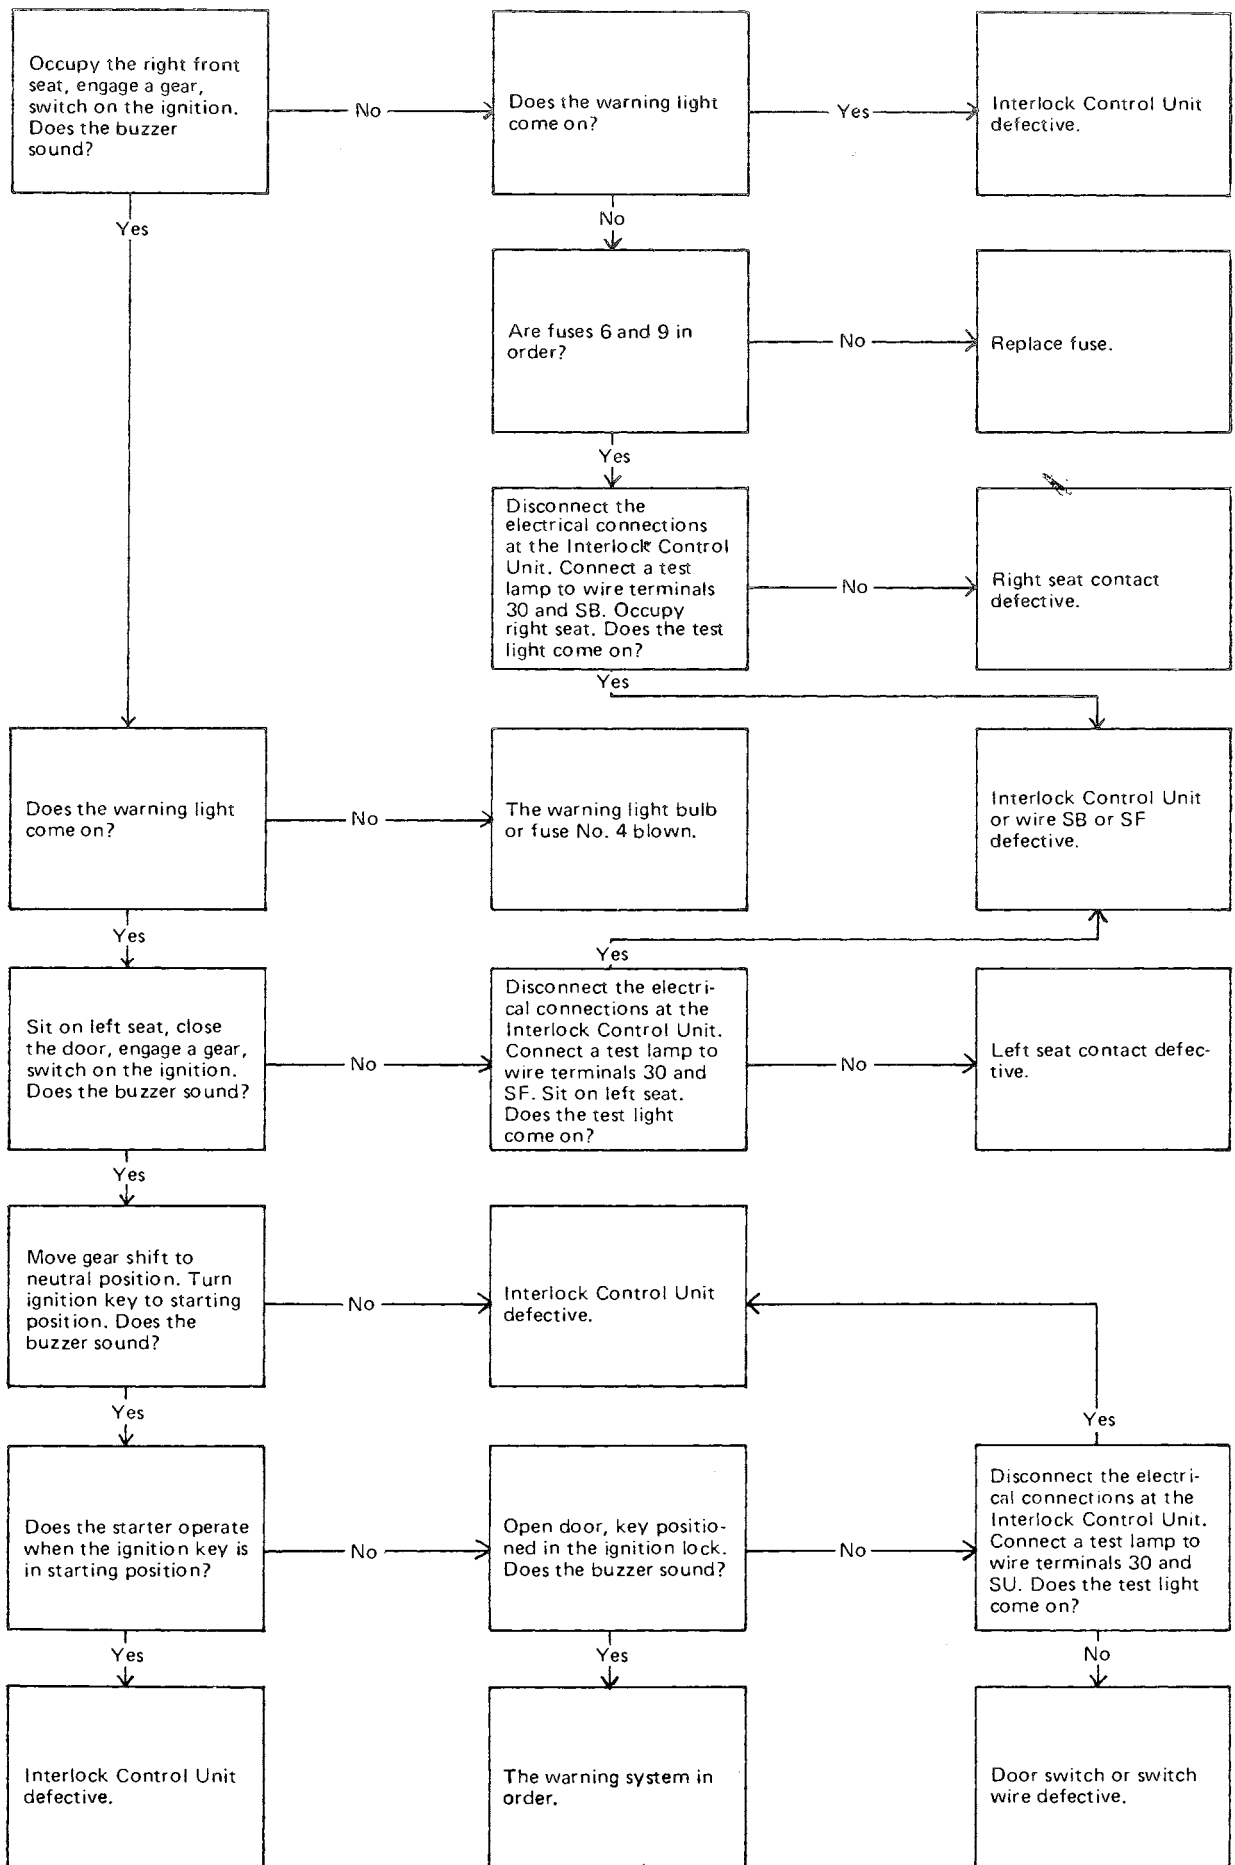 Occupy the right front
seat, engage a gear,
switch on the ignition.
Does the buzzer
sound?
No
Does the warning light
come on?
Yes
Interlock Control Unit
defective.
Yes
No
Are fuses 6 and 9 in
order?
No
Replace fuse.
Yes
Disconnect the
electrical connections
at the Interlock Control
Unit. Connect a test
lamp to wire terminals
30 and SB. Occupy
right seat. Does the test
light come on?
No
Right seat contact
defective.
Yes
Does the warning light
come on?
No
The warning light bulb
or fuse No. 4 blown.
Interlock Control Unit
or wire SB or SF
defective.
Yes
Yes
Sit on left seat, close
the door, engage a gear,
switch on the ignition.
Does the buzzer sound?
No
Disconnect the electri-
cal connections at the
Interlock Control Unit.
Connect a test lamp to
wire terminals 30 and
SF. Sit on left seat.
Does the test light
come on?
No
Left seat contact defec-
tive.
Yes
Move gear shift to
neutral position. Turn
ignition key to starting
position. Does the
buzzer sound?
No
Interlock Control Unit
defective.
Yes
Yes
Does the starter operate
when the ignition key is
in starting position?
No
Open door, key positio-
ned in the ignition lock.
Does the buzzer sound?
No
Disconnect the electri-
cal connections at the
Interlock Control Unit.
Connect a test lamp to
wire terminals 30 and
SU. Does the test light
come on?
Yes
Yes
No
Interlock Control Unit
defective.
The warning system in
order.
Door switch or switch
wire defective.